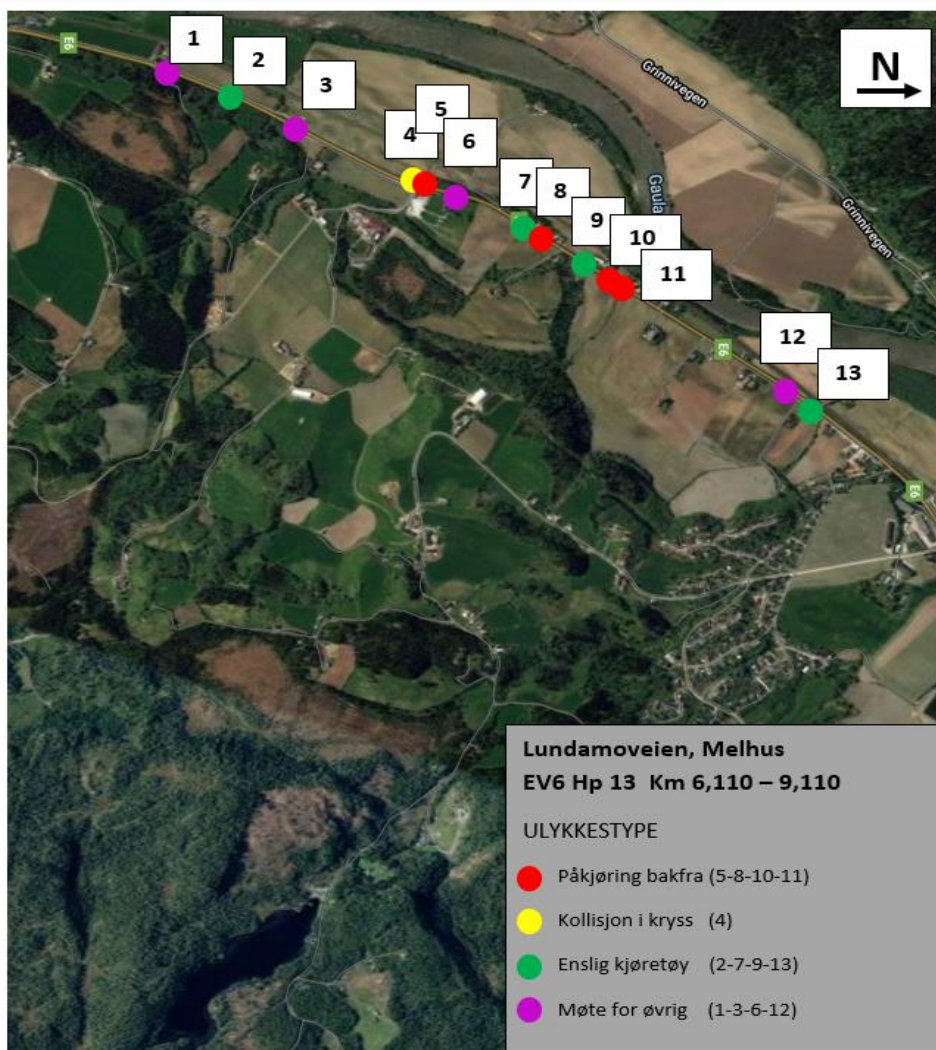 E6
1
2
3
N
4
5
6
Grinnivegen
Gaula
Grinnivegen
7
8
9
10
11
E6
12
13
E6
Lundamoveien, Melhus
EV6 Hp 13 Km 6,110 – 9,110
ULYKKESTYPE
Påkjøring bakfra (5-8-10-11)
Kollisjon i kryss (4)
Enslig kjøretøy (2-7-9-13)
Møte for øvrig (1-3-6-12)